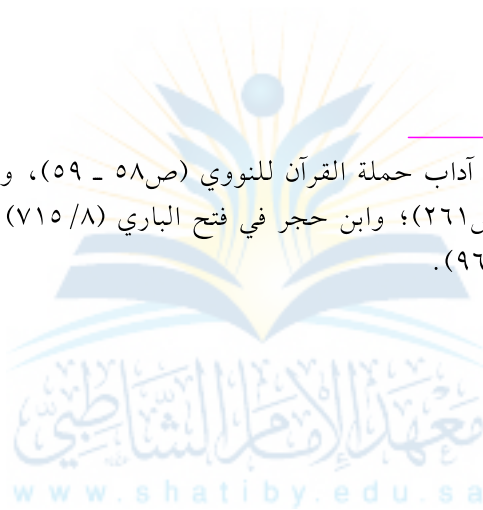 آداب حملة القرآن للنووي (ص٥٨ ـ ٥٩)، و
٢٦١)؛ وابن حجر في فتح الباري (٨/ ٧١٥)
.(٩٦
معهد الإمام الشاطبي
www.shatiby.edu.sa